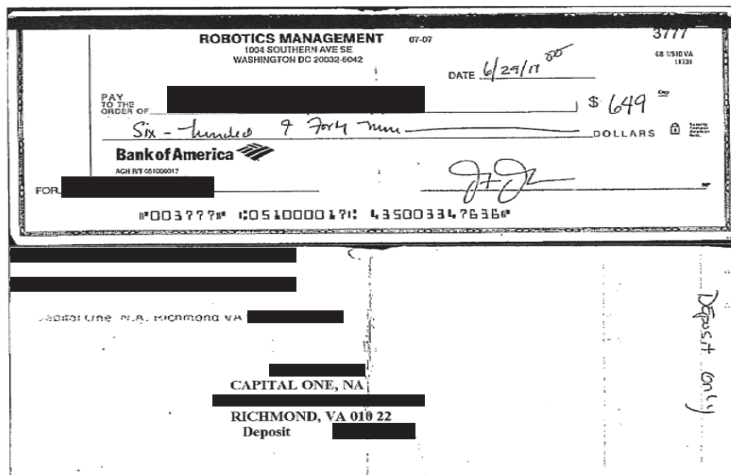 ROBOTICS MANAGEMENT 07-07
1004 SOUTHERN AVE SE
WASHINGTON DC 20032-6042
3777
DATE 6/29/17
PAY
TO THE
ORDER OF
$ 649
Six - hundred & Forty nine
DOLLARS
Bank of America
ACH R/T 051000017
FOR
⑈003777⑈ ⑆051000017⑆ 435003347636⑈
Capital One N.A. Richmond VA
Deposit only
CAPITAL ONE, NA
RICHMOND, VA 010 22
Deposit